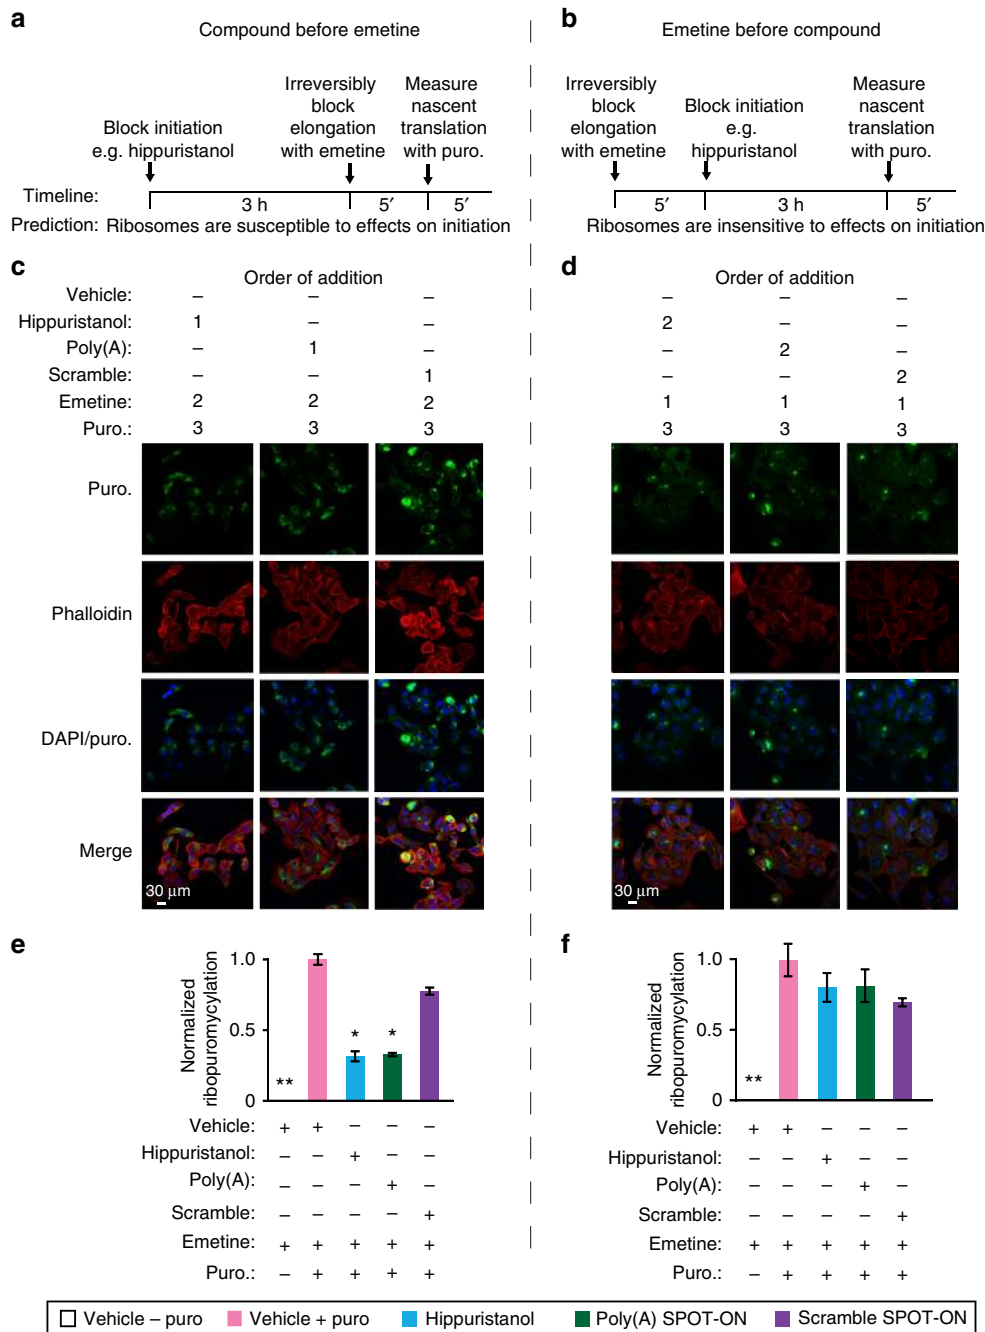 a
Compound before emetine
Block initiation
e.g. hippuristanol
Irreversibly
block
elongation
with emetine
Measure
nascent
translation
with puro.
Timeline:
3 h
5′
5′
Prediction: Ribosomes are susceptible to effects on initiation
b
Emetine before compound
Irreversibly
block
elongation
with emetine
Block initiation
e.g.
hippuristanol
Measure
nascent
translation
with puro.
5′
3 h
5′
Ribosomes are insensitive to effects on initiation
c
Order of addition
Vehicle: – – –
Hippuristanol: 1 – –
Poly(A): – 1 –
Scramble: – – 1
Emetine: 2 2 2
Puro.: 3 3 3
Puro.
Phalloidin
DAPI/puro.
Merge
30 μm
d
Order of addition
– – –
2 – –
– 2 –
– – 2
1 1 1
3 3 3
30 μm
e
Normalized
ribopuromycylation
1.0
0.5
0
**
*
*
Vehicle: + + – – –
Hippuristanol: – – + – –
Poly(A): – – – + –
Scramble: – – – – +
Emetine: + + + + +
Puro.: – + + + +
f
Normalized
ribopuromycylation
1.0
0.5
0
**
Vehicle: + + – – –
Hippuristanol: – – + – –
Poly(A): – – – + –
Scramble: – – – – +
Emetine: + + + + +
Puro.: – + + + +
Vehicle – puro
Vehicle + puro
Hippuristanol
Poly(A) SPOT-ON
Scramble SPOT-ON